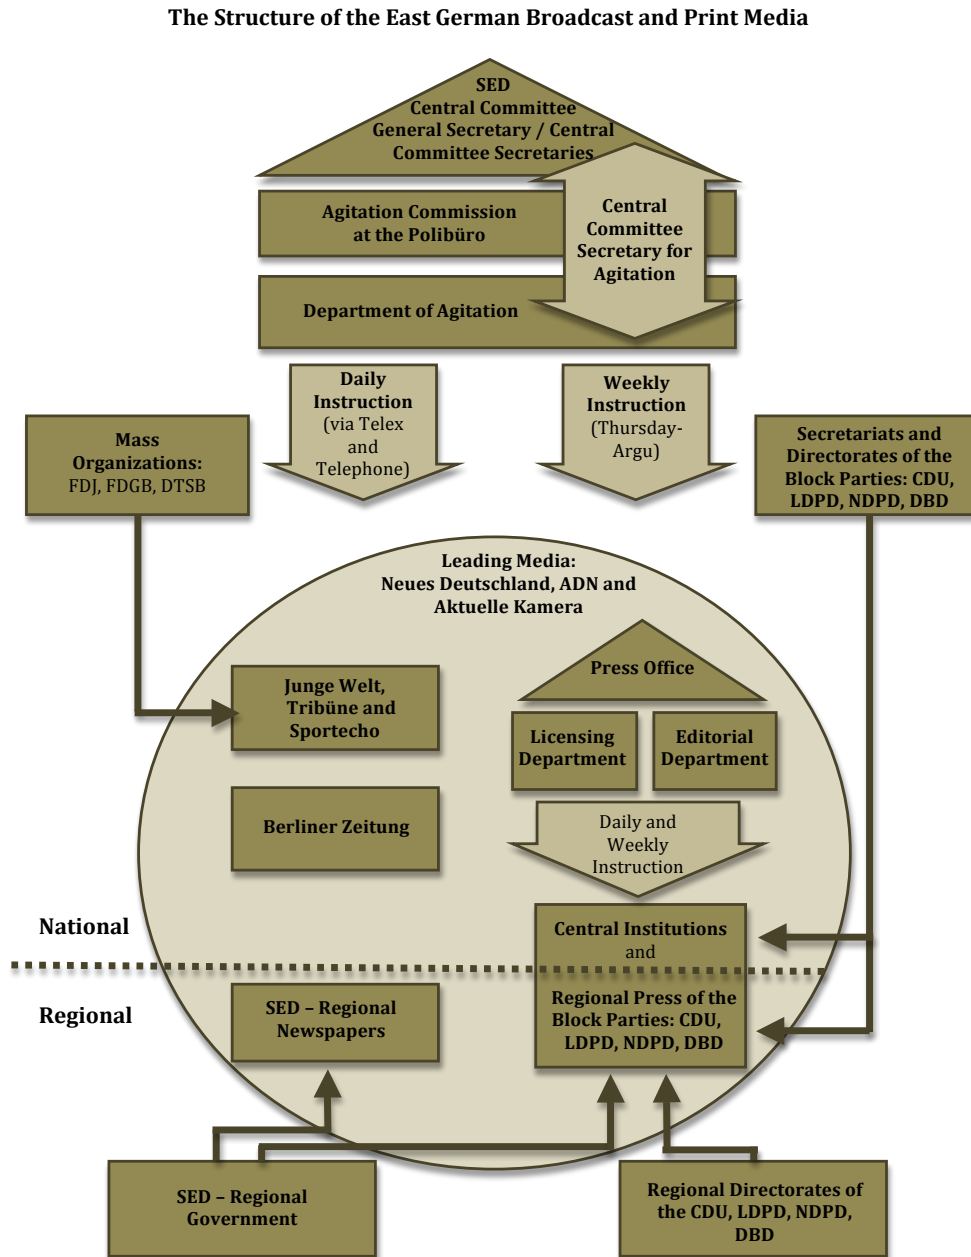 The Structure of the East German Broadcast and Print Media
SED
Central Committee
General Secretary / Central
Committee Secretaries
Agitation Commission
at the Polibüro
Central
Committee
Secretary for
Agitation
Department of Agitation
Daily
Instruction
(via Telex
and
Telephone)
Weekly
Instruction
(Thursday-
Argu)
Mass
Organizations:
FDJ, FDGB, DTSB
Secretariats and
Directorates of the
Block Parties: CDU,
LDPD, NDPD, DBD
Leading Media:
Neues Deutschland, ADN and
Aktuelle Kamera
Junge Welt,
Tribüne and
Sportecho
Press Office
Licensing
Department
Editorial
Department
Berliner Zeitung
Daily and
Weekly
Instruction
National
Central Institutions
and
Regional
SED – Regional
Newspapers
Regional Press of the
Block Parties: CDU,
LDPD, NDPD, DBD
SED – Regional
Government
Regional Directorates of
the CDU, LDPD, NDPD,
DBD